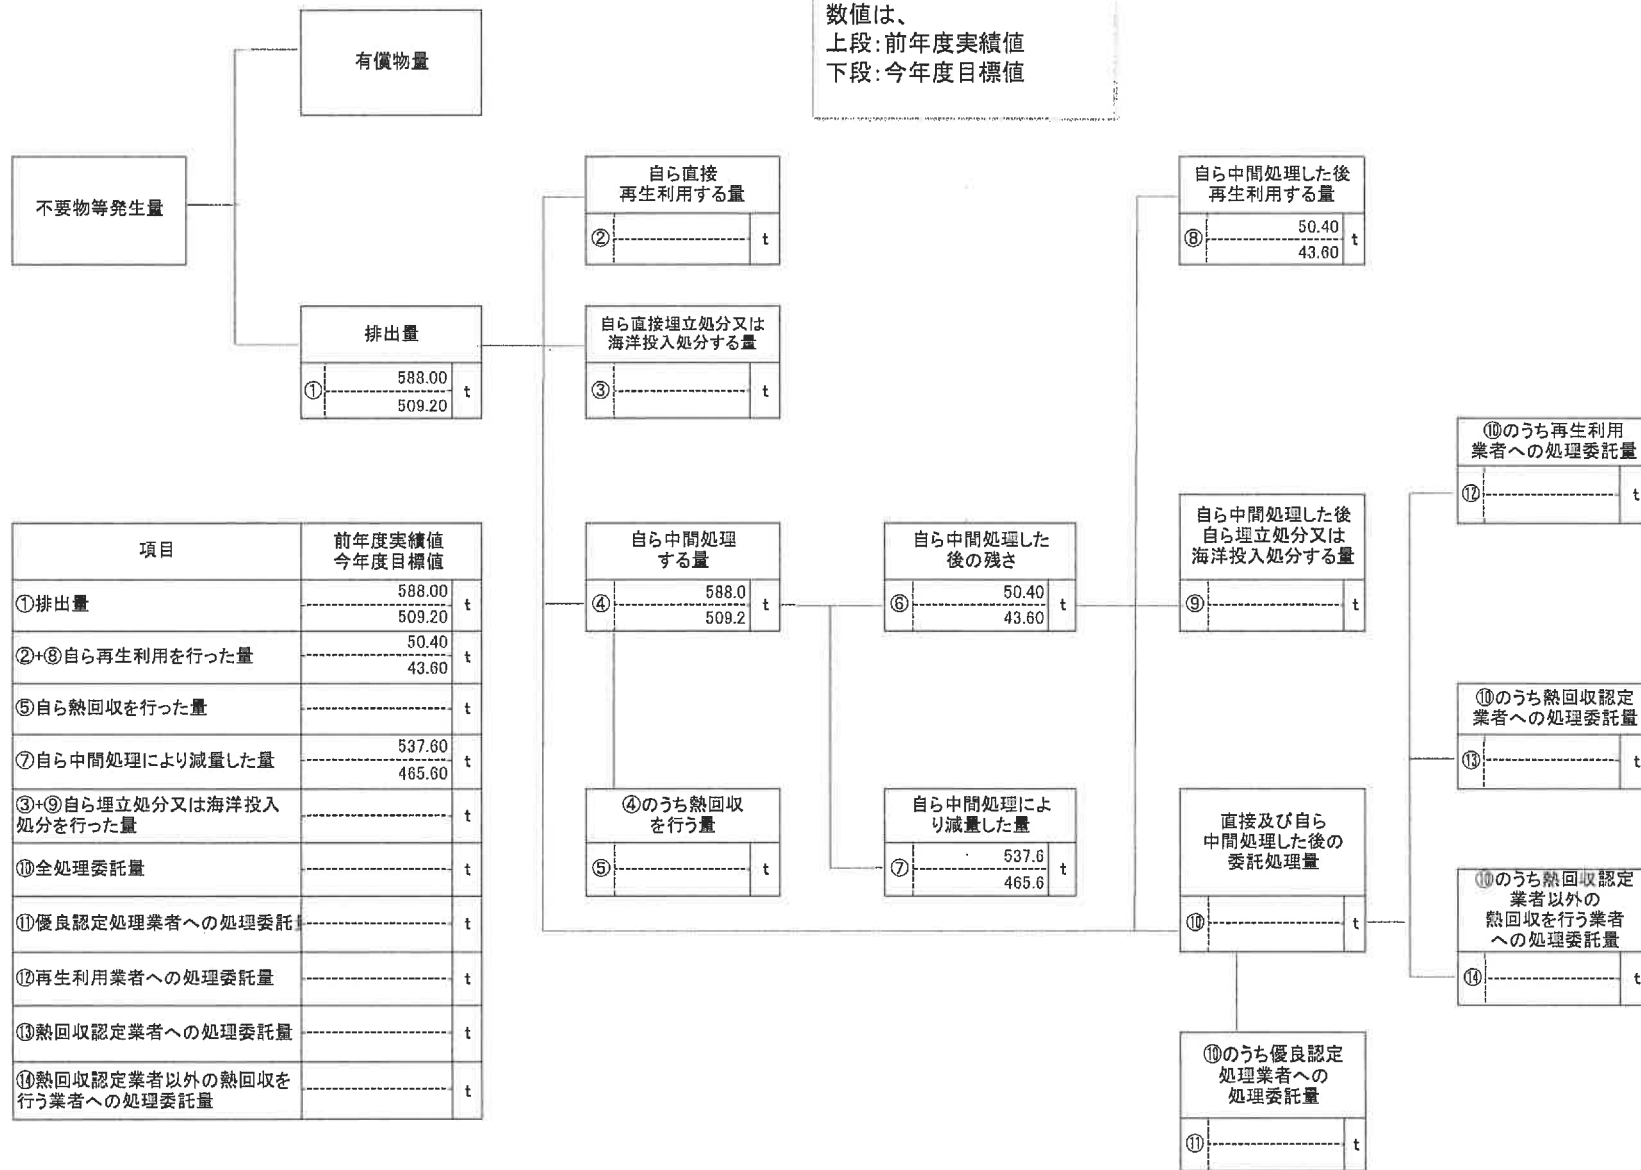 数値は、
上段:前年度実績値
下段:今年度目標値
有償物量
不要物等発生量
排出量
①
588.00
509.20
t
自ら直接
再生利用する量
②
t
自ら直接埋立処分又は
海洋投入処分する量
③
t
自ら中間処理した後
再生利用する量
⑧
50.40
43.60
t
自ら中間処理
する量
④
588.0
509.2
t
自ら中間処理した
後の残さ
⑥
50.40
43.60
t
自ら中間処理した後
自ら埋立処分又は
海洋投入処分する量
⑨
t
④のうち熱回収
を行う量
⑤
t
自ら中間処理によ
り減量した量
⑦
537.6
465.6
t
直接及び自ら
中間処理した後の
委託処理量
⑩
t
⑩のうち再生利用
業者への処理委託量
⑫
t
⑩のうち熱回収認定
業者への処理委託量
⑬
t
⑩のうち熱回収認定
業者以外の
熱回収を行う業者
への処理委託量
⑭
t
⑩のうち優良認定
処理業者への
処理委託量
⑪
t
項目
前年度実績値
今年度目標値
①排出量
588.00
509.20
t
②+⑧自ら再生利用を行った量
50.40
43.60
t
⑤自ら熱回収を行った量
t
⑦自ら中間処理により減量した量
537.60
465.60
t
③+⑨自ら埋立処分又は海洋投入
処分を行った量
t
⑩全処理委託量
t
⑪優良認定処理業者への処理委託
t
⑫再生利用業者への処理委託量
t
⑬熱回収認定業者への処理委託量
t
⑭熱回収認定業者以外の熱回収を
行う業者への処理委託量
t